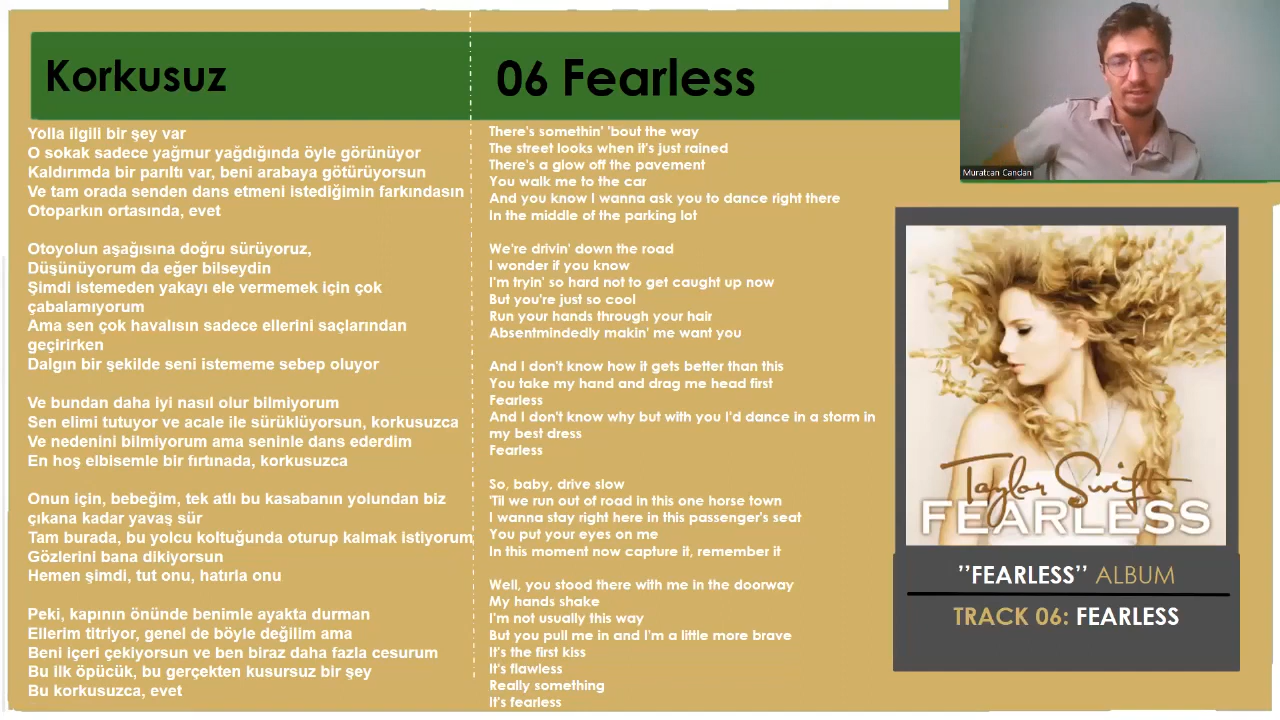 Korkusuz
Yolla ilgili bir şey var
O sokak sadece yağmur yağdığında öyle görünüyor
Kaldırımda bir parıltı var, beni arabaya götürüyorsun
Ve tam orada senden dans etmeni istediğimin farkındasın
Otoparkın ortasında, evet
Otoyolun aşağısına doğru sürüyoruz,
Düşünüyorum da eğer bilseydin
Şimdi istemeden yakayı ele vermemek için çok
çabalamıyorum
Ama sen çok havalısın sadece ellerini saçlarından
geçirirken
Dalgın bir şekilde seni istememe sebep oluyor
Ve bundan daha iyi nasıl olur bilmiyorum
Sen elimi tutuyor ve acale ile sürüklüyorsun, korkusuzca
Ve nedenini bilmiyorum ama seninle dans ederdim
En hoş elbisemle bir fırtınada, korkusuzca
Onun için, bebeğim, tek atlı bu kasabanın yolundan biz
çıkana kadar yavaş sür
Tam burada, bu yolcu koltuğunda oturup kalmak istiyorum
Gözlerini bana dikiyorsun
Hemen şimdi, tut onu, hatırla onu
Peki, kapının önünde benimle ayakta durman
Ellerim titriyor, genel de böyle değilim ama
Beni içeri çekiyorsun ve ben biraz daha fazla cesurum
Bu ilk öpücük, bu gerçekten kusursuz bir şey
Bu korkusuzca, evet
06 Fearless
There's somethin' 'bout the way
The street looks when it's just rained
There's a glow off the pavement
You walk me to the car
And you know I wanna ask you to dance right there
In the middle of the parking lot
We're drivin' down the road
I wonder if you know
I'm tryin' so hard not to get caught up now
But you're just so cool
Run your hands through your hair
Absentmindedly makin' me want you
And I don't know how it gets better than this
You take my hand and drag me head first
Fearless
And I don't know why but with you I'd dance in a storm in
my best dress
Fearless
So, baby, drive slow
'Til we run out of road in this one horse town
I wanna stay right here in this passenger's seat
You put your eyes on me
In this moment now capture it, remember it
Well, you stood there with me in the doorway
My hands shake
I'm not usually this way
But you pull me in and I'm a little more brave
It's the first kiss
It's flawless
Really something
It's fearless
Muratcan Candan
Taylor Swift
FEARLESS
’’FEARLESS’’ ALBUM
TRACK 06: FEARLESS